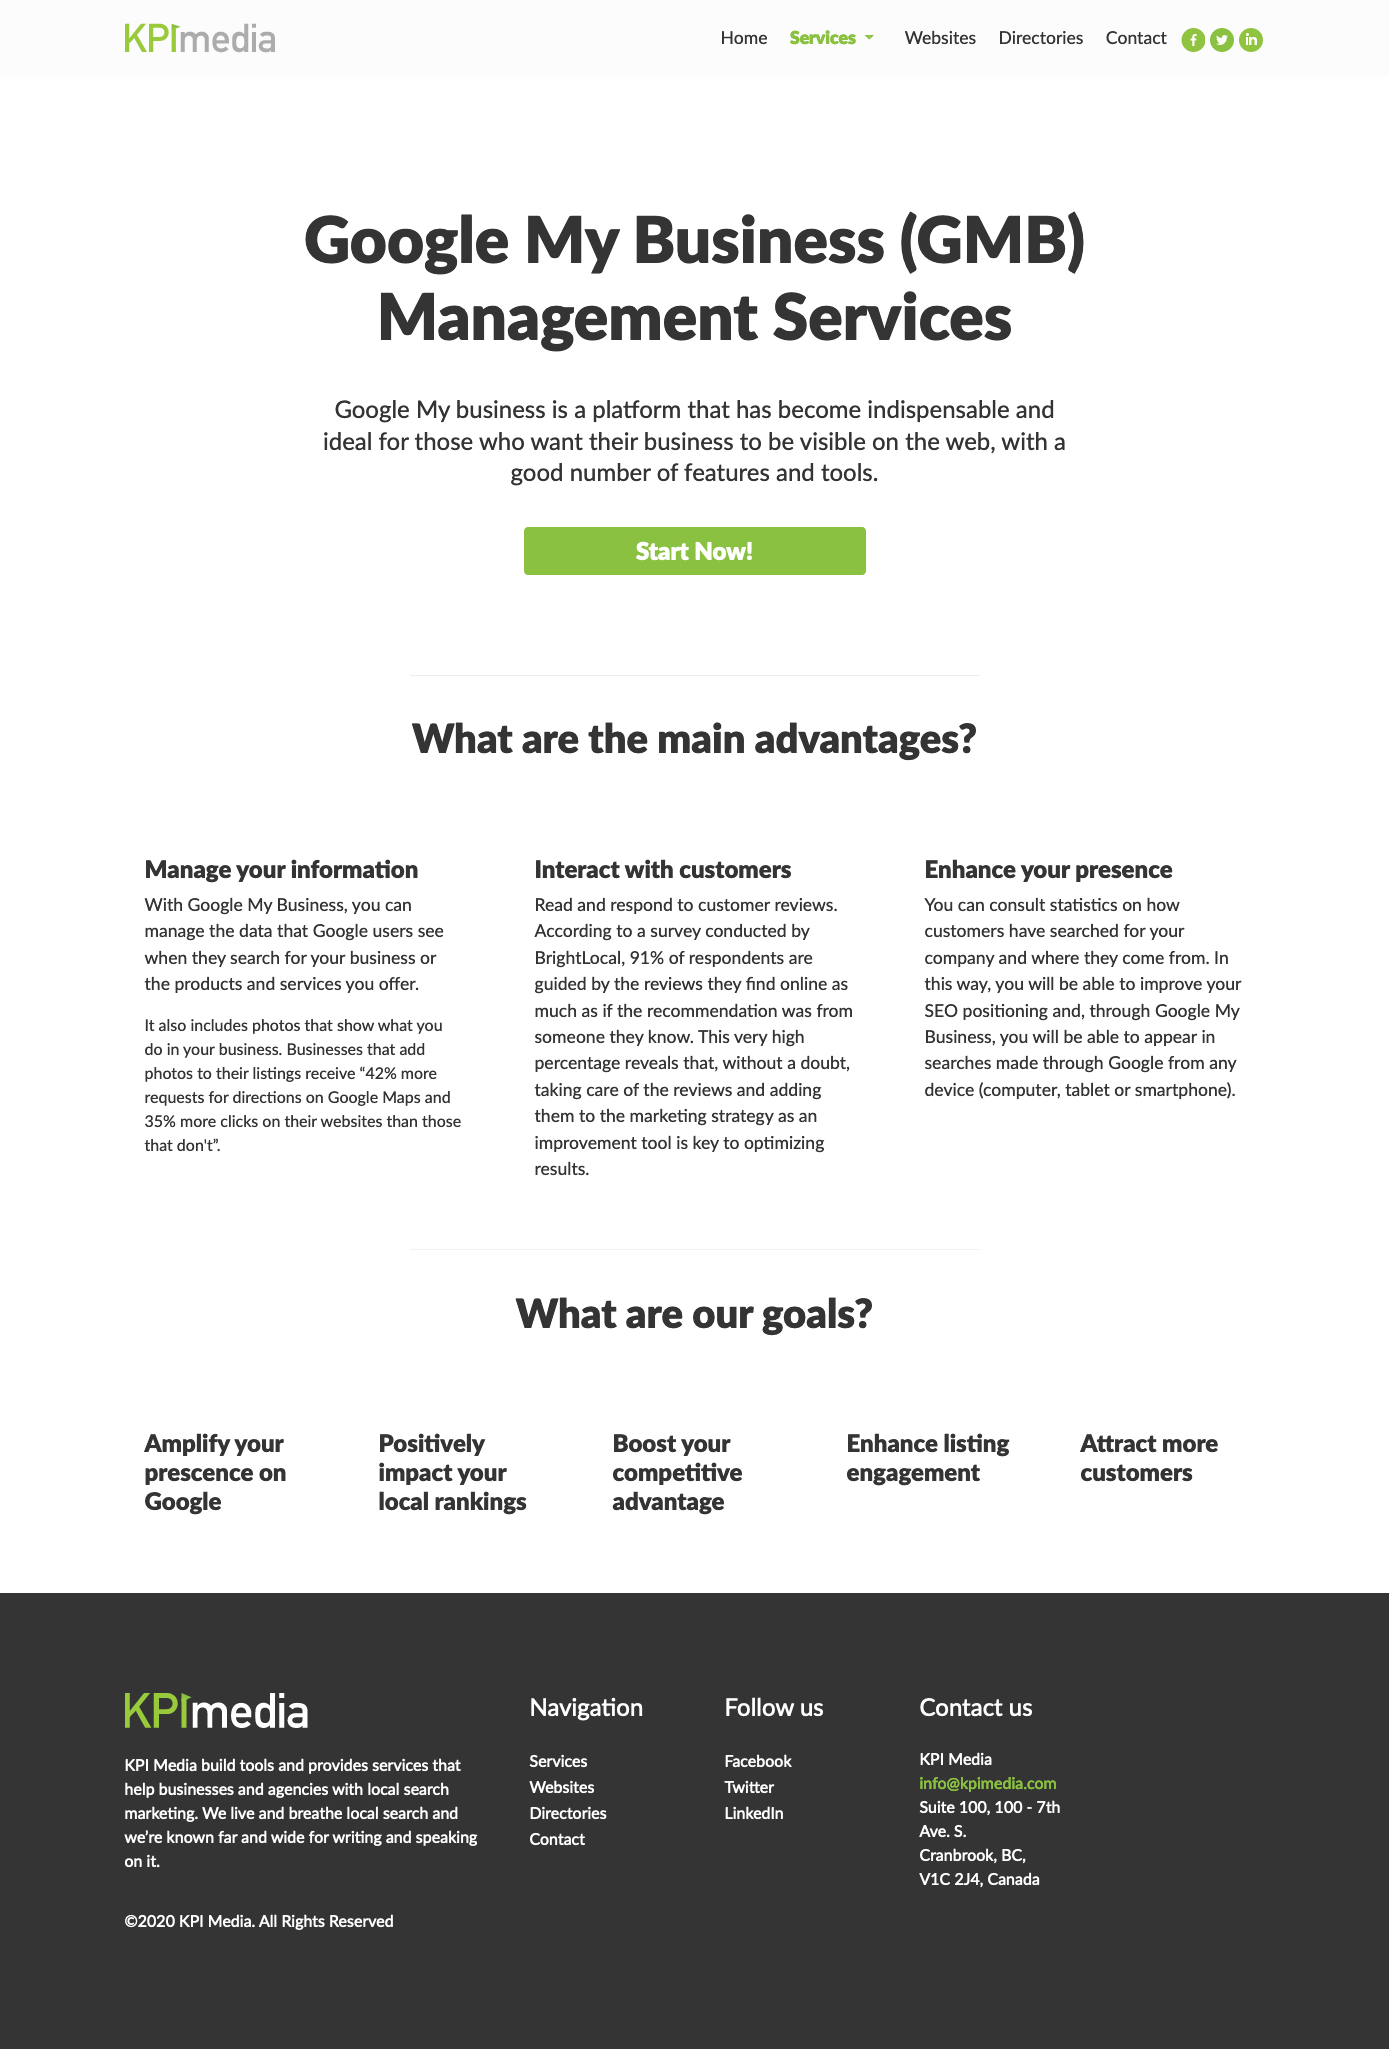 KPImedia
Home Services Websites Directories Contact
Google My Business (GMB)
Management Services
Google My business is a platform that has become indispensable and
ideal for those who want their business to be visible on the web, with a
good number of features and tools.
Start Now!
What are the main advantages?
Manage your information
With Google My Business, you can
manage the data that Google users see
when they search for your business or
the products and services you offer.
It also includes photos that show what you
do in your business. Businesses that add
photos to their listings receive “42% more
requests for directions on Google Maps and
35% more clicks on their websites than those
that don't”.
Interact with customers
Read and respond to customer reviews.
According to a survey conducted by
BrightLocal, 91% of respondents are
guided by the reviews they find online as
much as if the recommendation was from
someone they know. This very high
percentage reveals that, without a doubt,
taking care of the reviews and adding
them to the marketing strategy as an
improvement tool is key to optimizing
results.
Enhance your presence
You can consult statistics on how
customers have searched for your
company and where they come from. In
this way, you will be able to improve your
SEO positioning and, through Google My
Business, you will be able to appear in
searches made through Google from any
device (computer, tablet or smartphone).
What are our goals?
Amplify your
prescence on
Google
Positively
impact your
local rankings
Boost your
competitive
advantage
Enhance listing
engagement
Attract more
customers
KPImedia
KPI Media build tools and provides services that
help businesses and agencies with local search
marketing. We live and breathe local search and
we’re known far and wide for writing and speaking
on it.
©2020 KPI Media. All Rights Reserved
Navigation
Services
Websites
Directories
Contact
Follow us
Facebook
Twitter
LinkedIn
Contact us
KPI Media
info@kpimedia.com
Suite 100, 100 - 7th
Ave. S.
Cranbrook, BC,
V1C 2J4, Canada